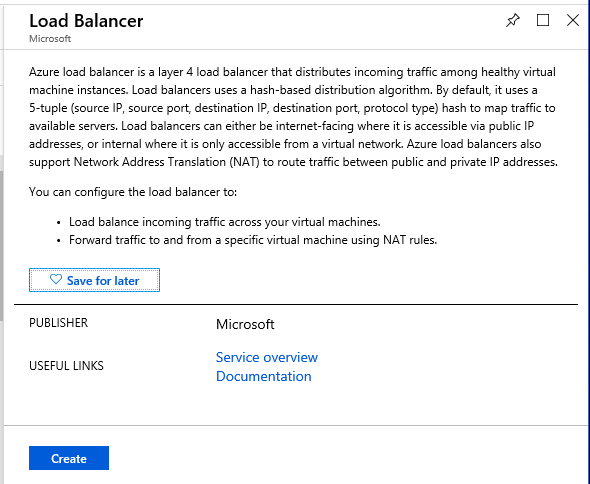 Load Balancer
Microsoft
Azure load balancer is a layer 4 load balancer that distributes incoming traffic among healthy virtual
machine instances. Load balancers uses a hash-based distribution algorithm. By default, it uses a
5-tuple (source IP, source port, destination IP, destination port, protocol type) hash to map traffic to
available servers. Load balancers can either be internet-facing where it is accessible via public IP
addresses, or internal where it is only accessible from a virtual network. Azure load balancers also
support Network Address Translation (NAT) to route traffic between public and private IP addresses.
You can configure the load balancer to:
• Load balance incoming traffic across your virtual machines.
• Forward traffic to and from a specific virtual machine using NAT rules.
Save for later
PUBLISHER Microsoft
USEFUL LINKS Service overview
Documentation
Create